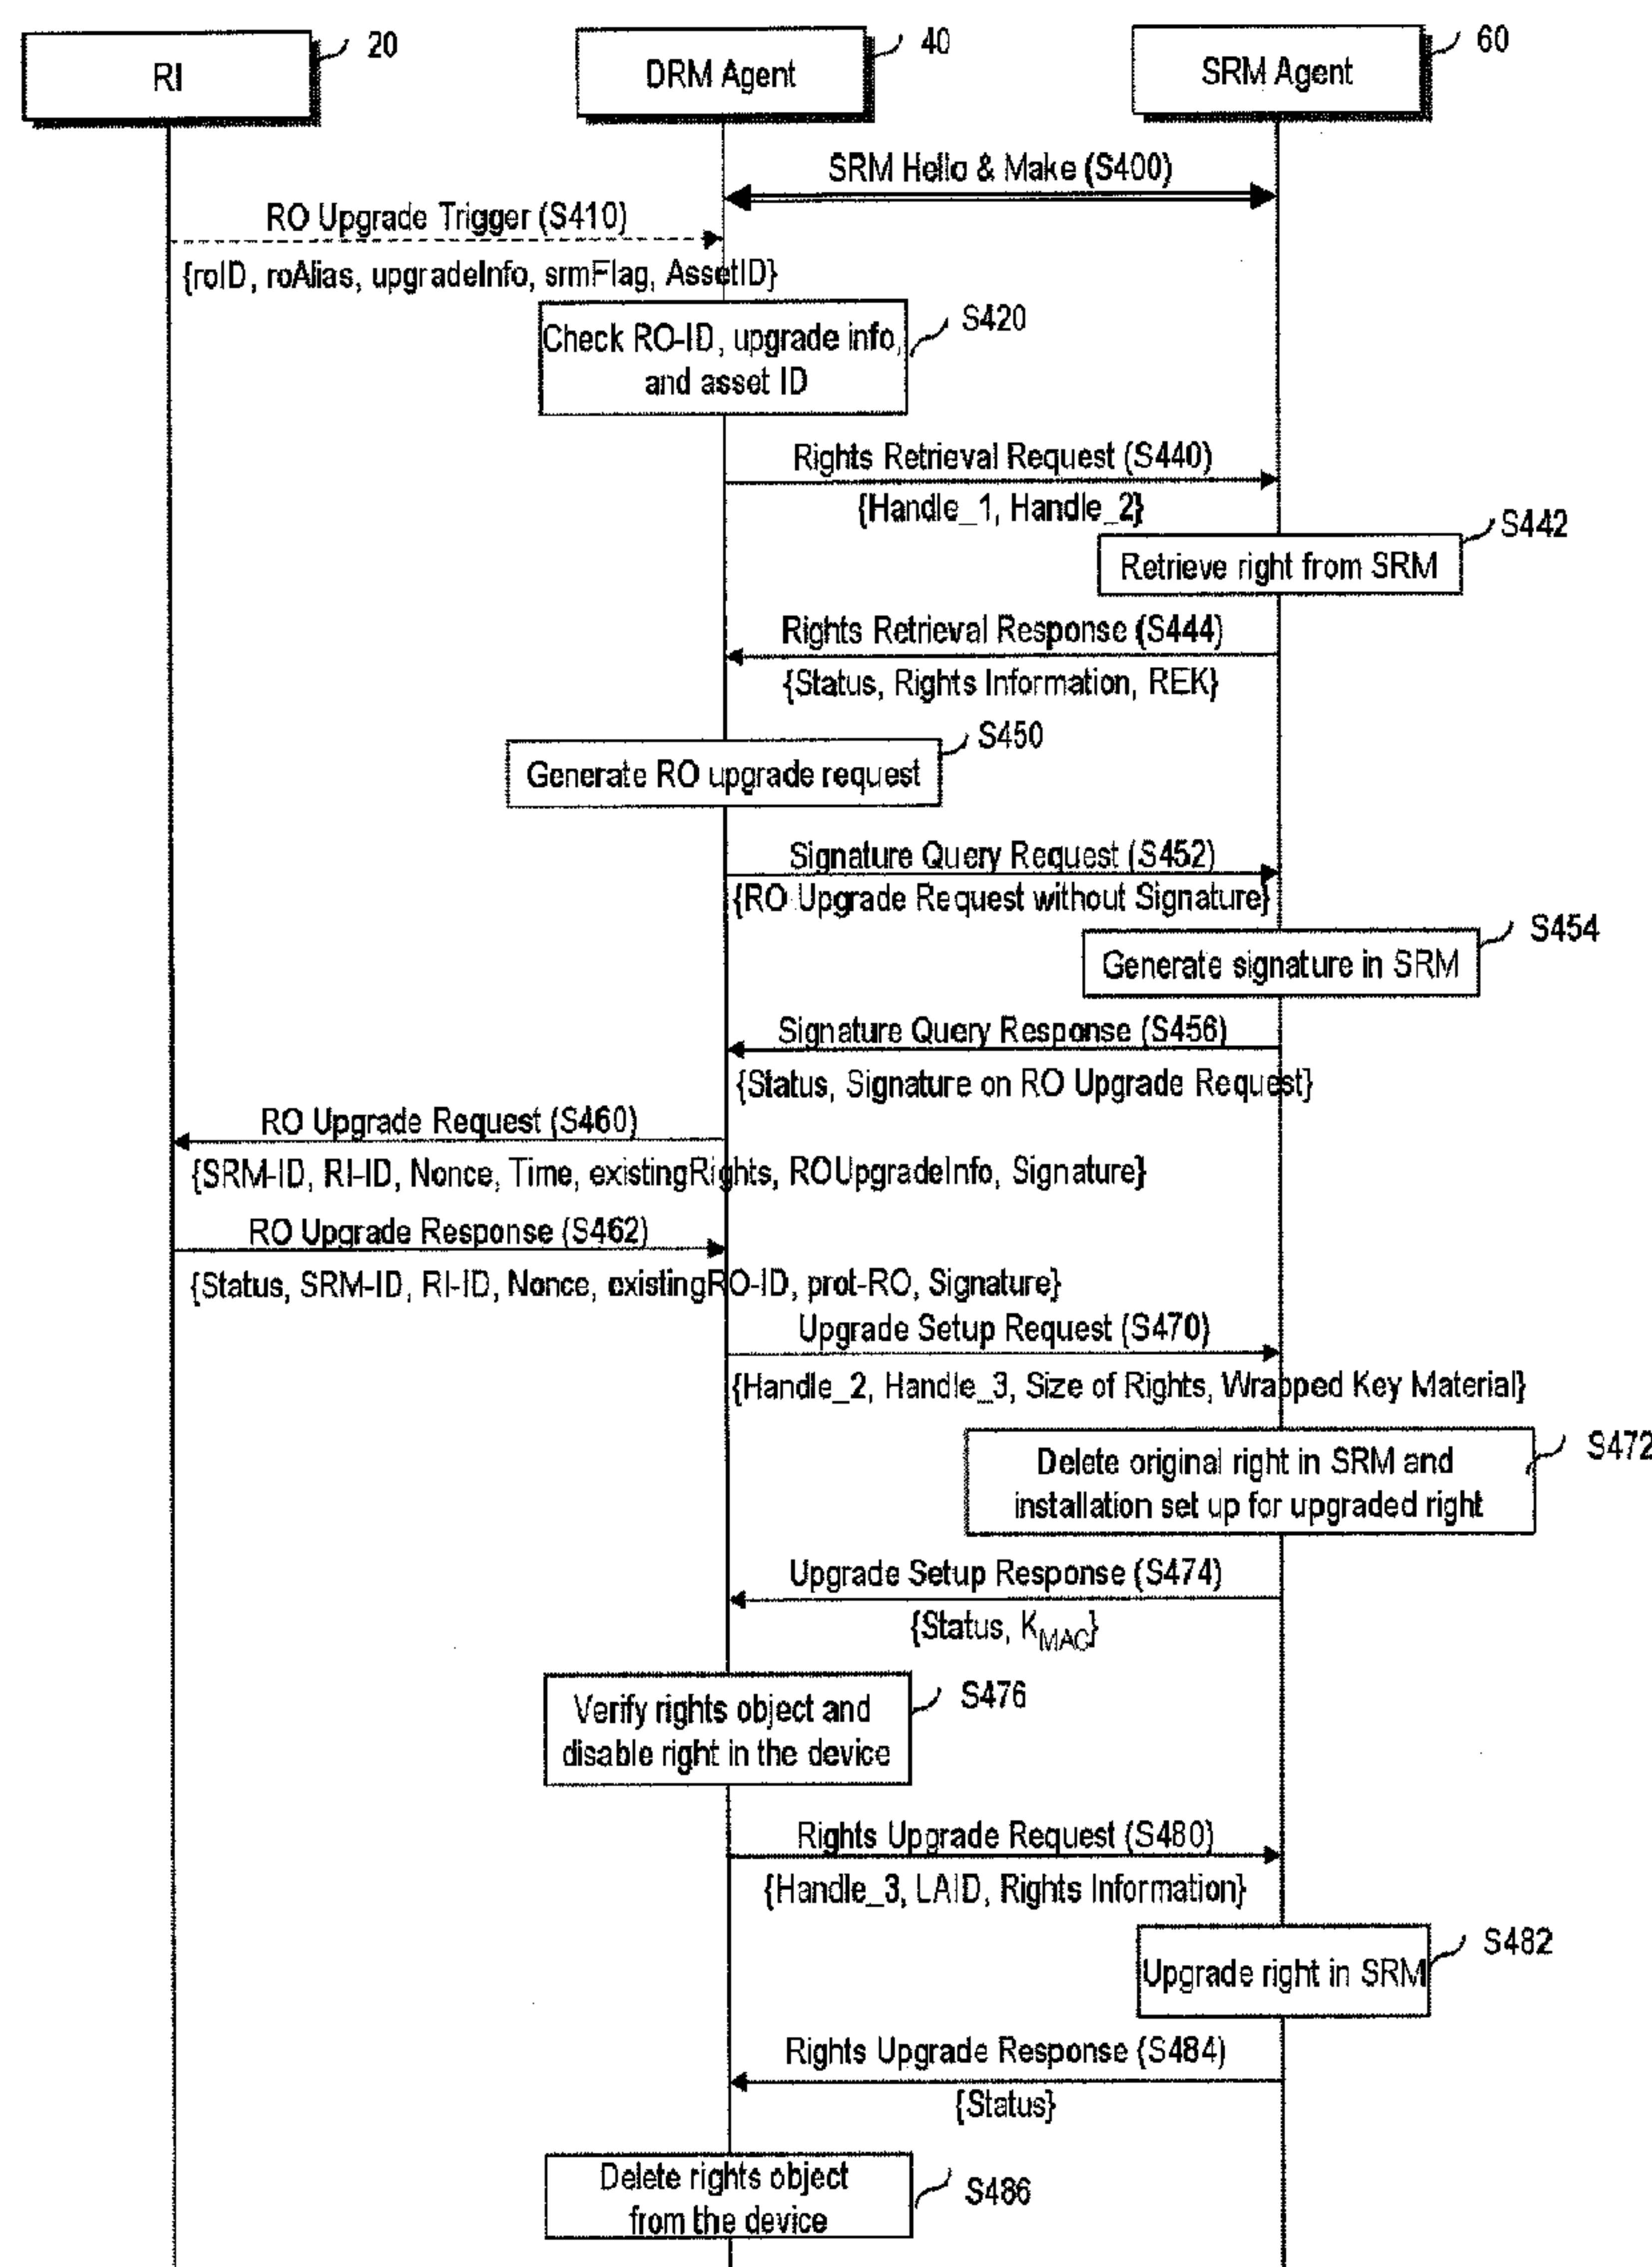 RI
20
DRM Agent
40
SRM Agent
60
SRM Hello & Make (S400)
RO Upgrade Trigger (S410)
{roID, roAlias, upgradeInfo, srmFlag, AssetID}
Check RO-ID, upgrade info,
and asset ID
S420
Rights Retrieval Request (S440)
{Handle_1, Handle_2}
S442
Retrieve right from SRM
Rights Retrieval Response (S444)
{Status, Rights Information, REK}
S450
Generate RO upgrade request
Signature Query Request (S452)
{RO Upgrade Request without Signature}
S454
Generate signature in SRM
Signature Query Response (S456)
{Status, Signature on RO Upgrade Request}
RO Upgrade Request (S460)
{SRM-ID, RI-ID, Nonce, Time, existingRights, ROUpgradeInfo, Signature}
RO Upgrade Response (S462)
{Status, SRM-ID, RI-ID, Nonce, existingRO-ID, prot-RO, Signature}
Upgrade Setup Request (S470)
{Handle_2, Handle_3, Size of Rights, Wrapped Key Material}
S472
Delete original right in SRM and
installation set up for upgraded right
Upgrade Setup Response (S474)
{Status, KMAC}
S476
Verify rights object and
disable right in the device
Rights Upgrade Request (S480)
{Handle_3, LAID, Rights Information}
S482
Upgrade right in SRM
Rights Upgrade Response (S484)
{Status}
Delete rights object
from the device
S486